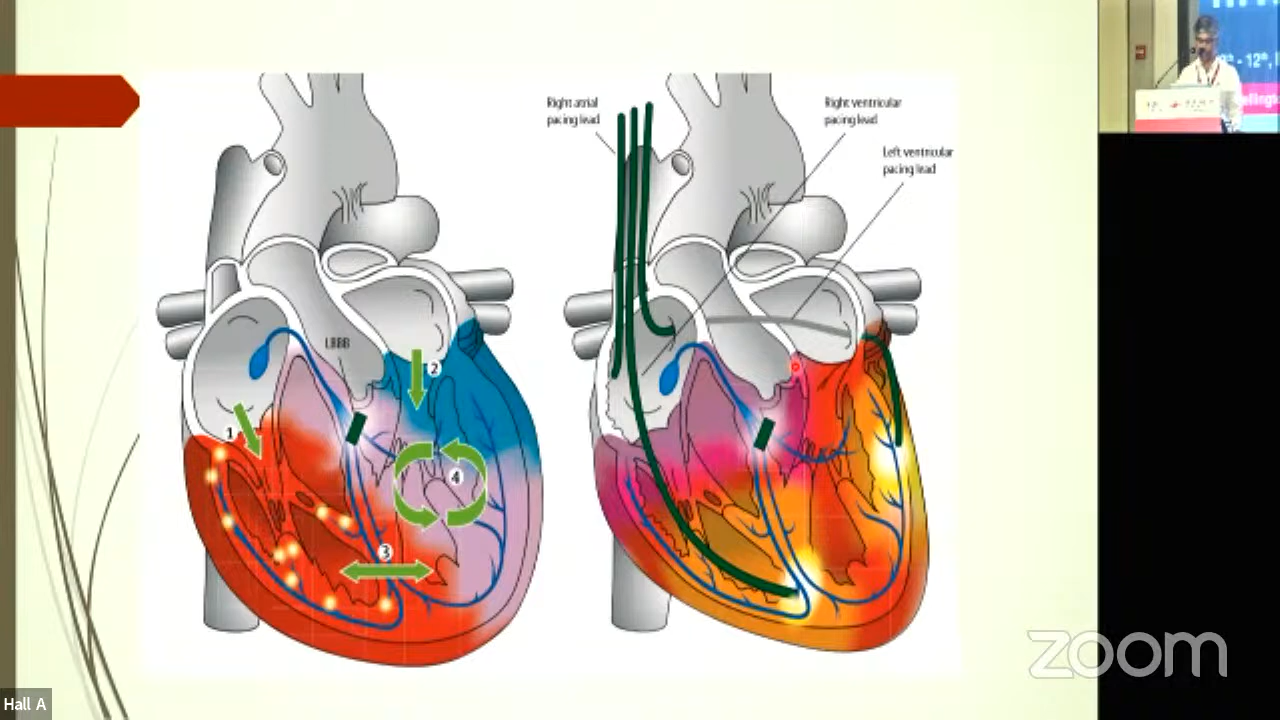 Right atrial
pacing lead
Right ventricular
pacing lead
Left ventricular
pacing lead
LBBB
1
2
3
4
- 12th,
zoom
Hall A